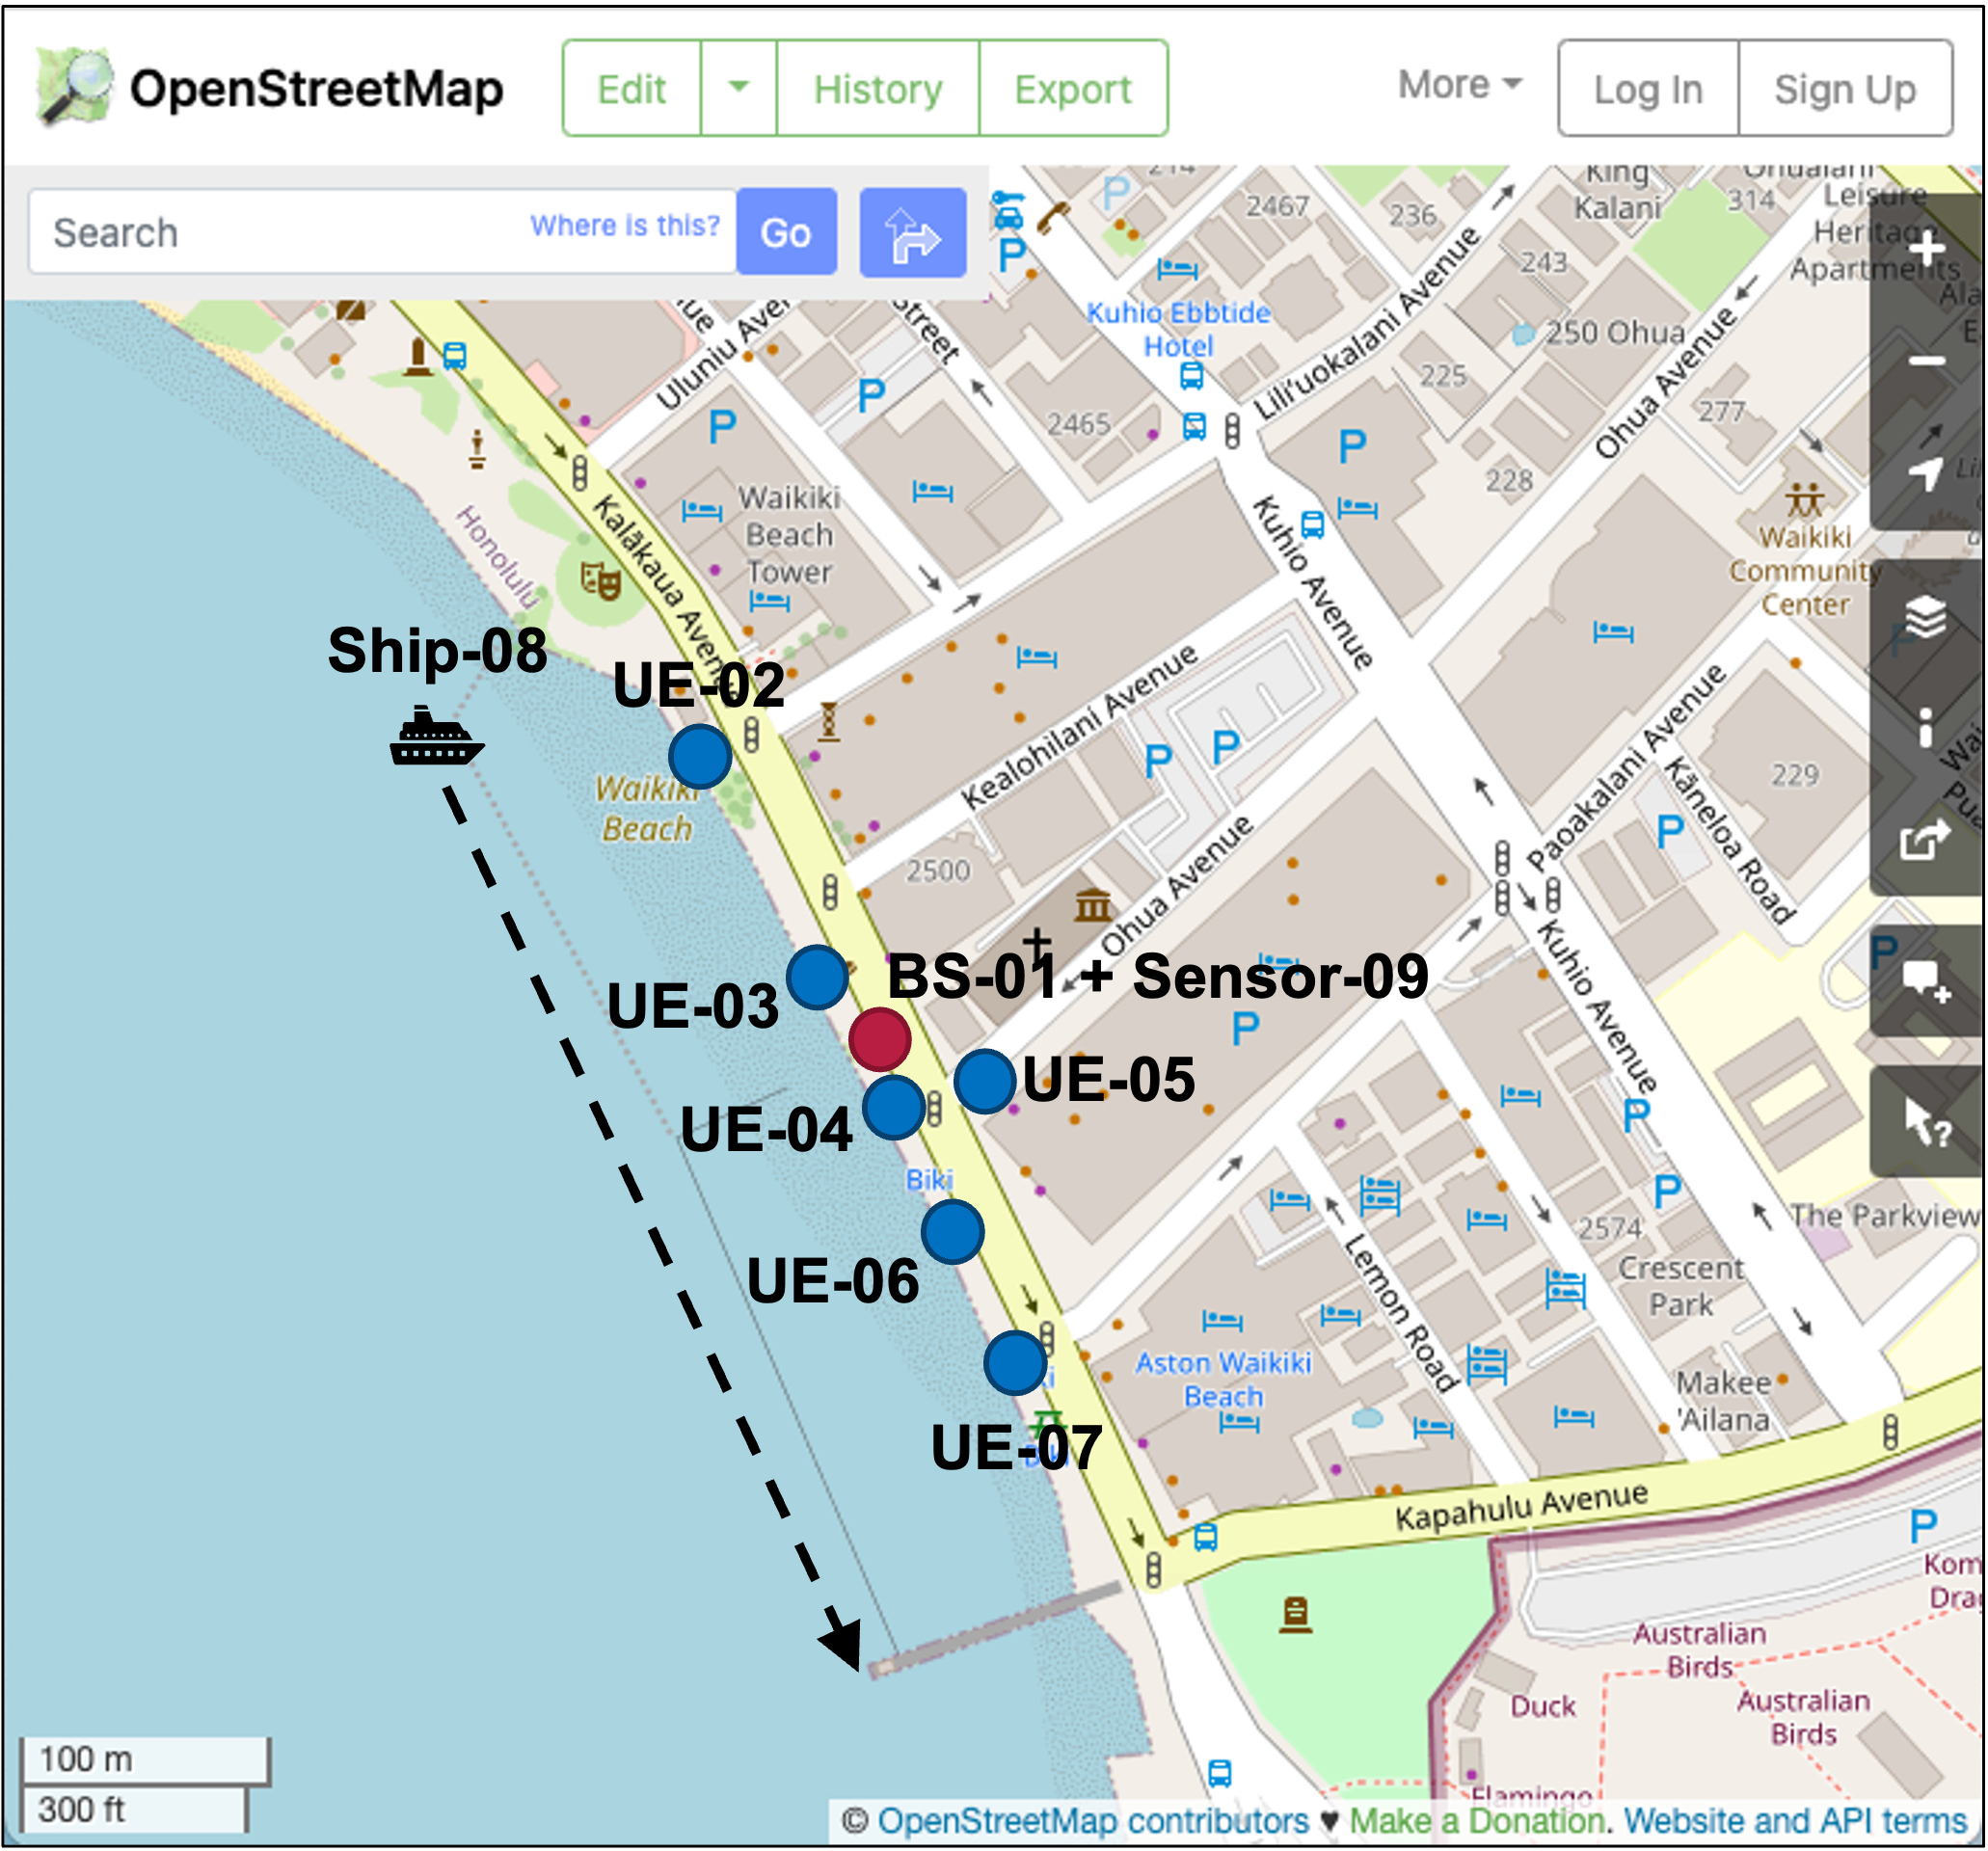 OpenStreetMap
Edit
History
Export
More
Log In
Sign Up
Search
Where is this?
Go
2467
236
King
Kalani
314
Leisure
Heritage
Apartments
243
Kuhio Ebbtide
Hotel
Lili'uokalani Avenue
250 Ohua
Ohua Avenue
Uluniu Aven
Street
225
277
2465
228
Waikiki
Beach
Tower
Honolulu
Kalākaua Avenue
Kuhio Avenue
Waikiki
Community
Center
Ship-08
UE-02
Kealohilani Avenue
Paoakalani Avenue
Kāneloa Road
229
Waikiki
Beach
2500
Ohua Avenue
UE-03
BS-01 + Sensor-09
Kuhio Avenue
UE-04
UE-05
Biki
UE-06
Lemon Road
2574
The Parkview
Crescent
Park
Aston Waikiki
Beach
Makee
'Ailana
UE-07
Kapahulu Avenue
Australian
Birds
Duck
Australian
Birds
Flamingo
100 m
300 ft
© OpenStreetMap contributors ♥ Make a Donation. Website and API terms